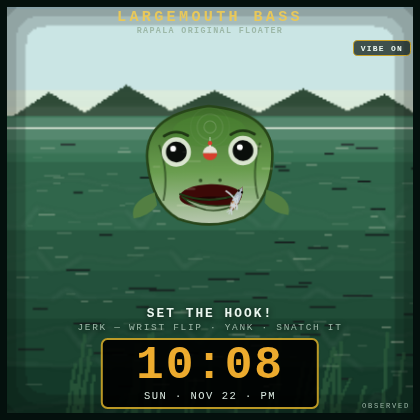 LARGEMOUTH BASS
RAPALA ORIGINAL FLOATER
VIBE ON
SET THE HOOK!
JERK — WRIST FLIP · YANK · SNATCH IT
10:08
SUN · NOV 22 · PM
OBSERVED